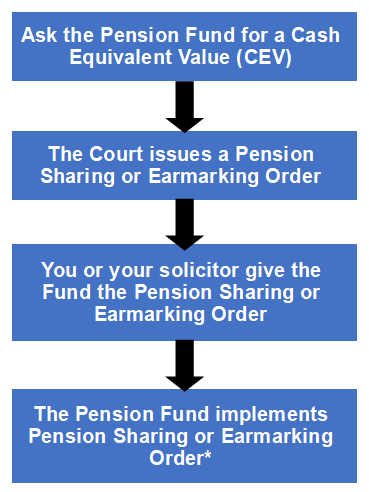 Ask the Pension Fund for a Cash
Equivalent Value (CEV)
The Court issues a Pension
Sharing or Earmarking Order
You or your solicitor give the
Fund the Pension Sharing or
Earmarking Order
The Pension Fund implements
Pension Sharing or Earmarking
Order*